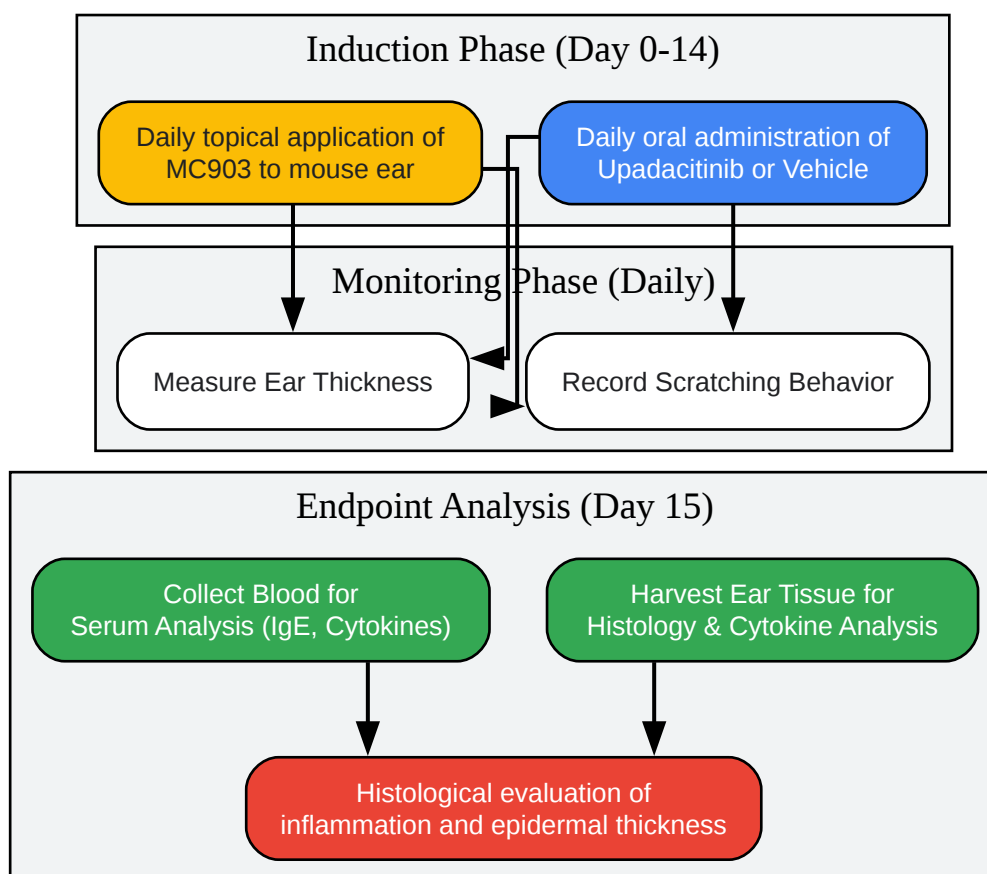 Induction Phase (Day 0-14)
Daily topical application of
MC903 to mouse ear
Daily oral administration of
Upadacitinib or Vehicle
Monitoring Phase (Daily)
Measure Ear Thickness
Record Scratching Behavior
Endpoint Analysis (Day 15)
Collect Blood for
Serum Analysis (IgE, Cytokines)
Harvest Ear Tissue for
Histology & Cytokine Analysis
Histological evaluation of
inflammation and epidermal thickness